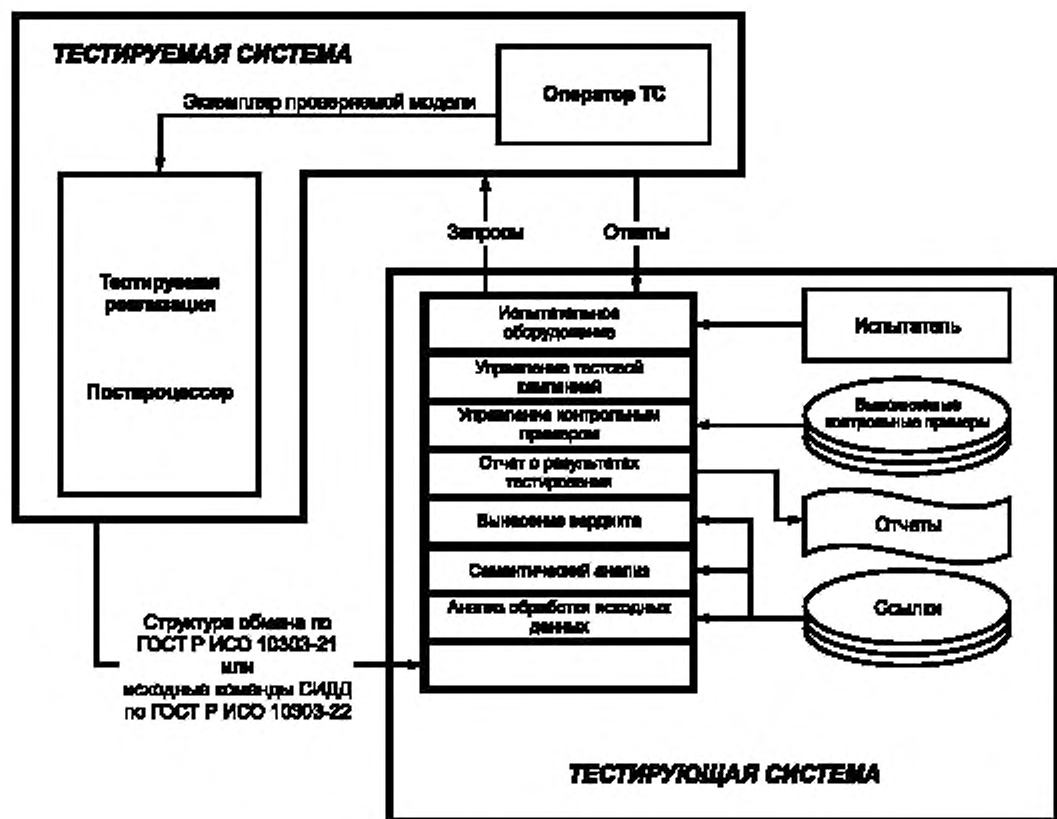 ТЕСТИРУЕМАЯ СИСТЕМА
Оператор ТС
Экземпляр проверяемой модели
Тестируемая
реализация
Постпроцессор
Запросы
Ответы
Испытательное
оборудование
Управление тестовой
кампанией
Управление контрольным
примером
Отчет о результатах
тестирования
Вынесение вердикта
Семантический анализ
Анализ обработки исходных
данных
Испытатель
Выполняемые
контрольные примеры
Отчеты
Ссылки
Структура обмена по
ГОСТ Р ИСО 10303-21
или
исходные команды СИДД
по ГОСТ Р ИСО 10303-22
ТЕСТИРУЮЩАЯ СИСТЕМА